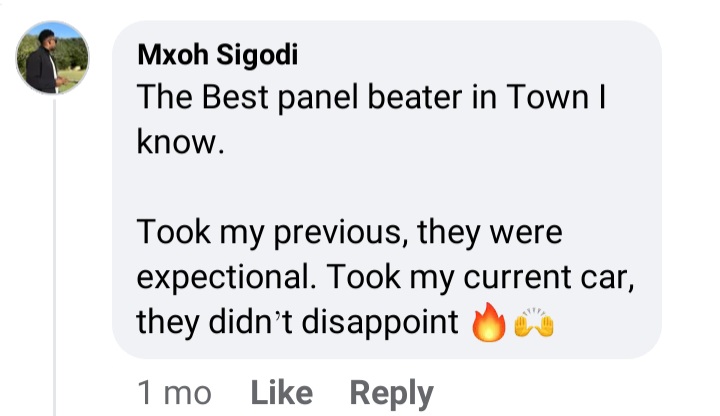 Mxoh Sigodi
The Best panel beater in Town I
know.
Took my previous, they were
expectional. Took my current car,
they didn't disappoint 🔥 🙌
1 mo Like Reply